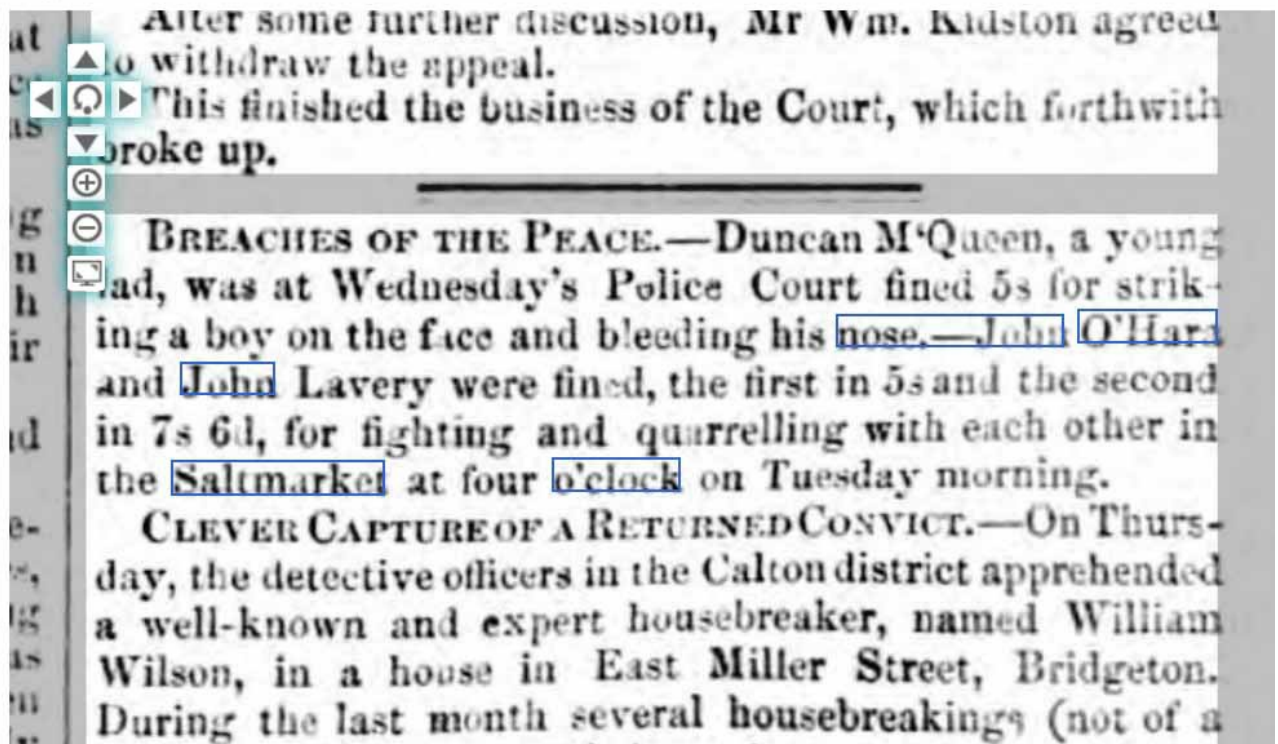 After some further discussion, Mr Wm. Kidston agreed
to withdraw the appeal.
This finished the business of the Court, which forthwith
broke up.
BREACHES OF THE PEACE.—Duncan M'Queen, a young
lad, was at Wednesday's Police Court fined 5s for strik-
ing a boy on the face and bleeding his nose.—John O'Hara
and John Lavery were fined, the first in 5s and the second
in 7s 6d, for fighting and quarrelling with each other in
the Saltmarket at four o'clock on Tuesday morning.
CLEVER CAPTURE OF A RETURNED CONVICT.—On Thurs-
day, the detective officers in the Calton district apprehended
a well-known and expert housebreaker, named William
Wilson, in a house in East Miller Street, Bridgeton.
During the last month several housebreakings (not of a